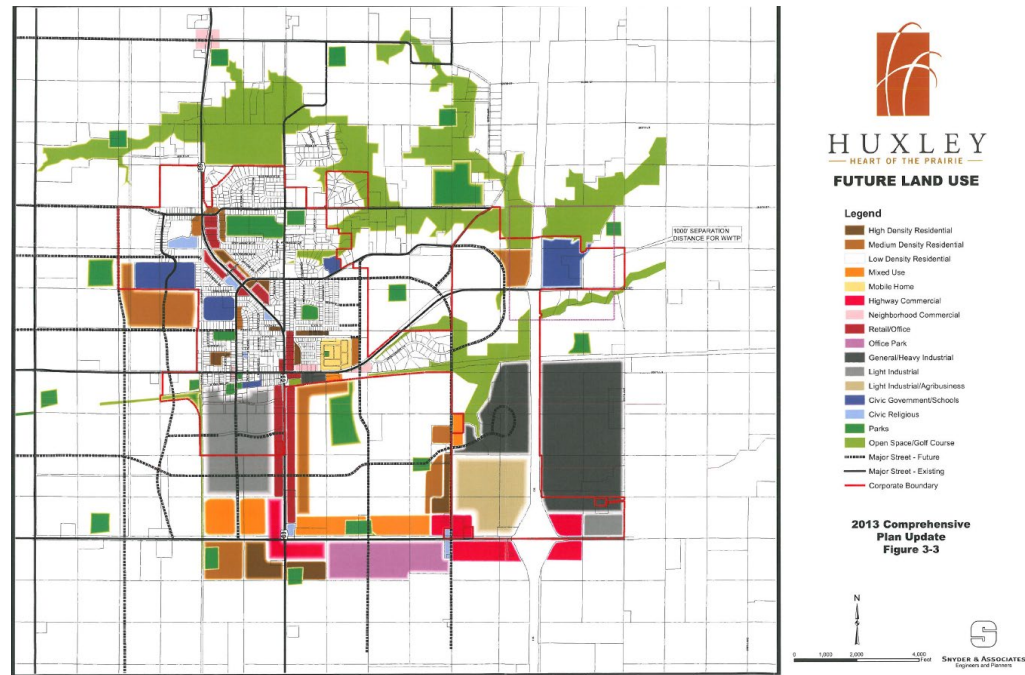 1000' SEPARATION
DISTANCE FOR WWTP
HUXLEY
HEART OF THE PRAIRIE
FUTURE LAND USE
Legend
High Density Residential
Medium Density Residential
Low Density Residential
Mixed Use
Mobile Home
Highway Commercial
Neighborhood Commercial
Retail/Office
Office Park
General/Heavy Industrial
Light Industrial
Light Industrial/Agribusiness
Civic Government/Schools
Civic Religious
Parks
Open Space/Golf Course
Major Street - Future
Major Street - Existing
Corporate Boundary
2013 Comprehensive
Plan Update
Figure 3-3
N
0 1,000 2,000 4,000
Feet
S
SNYDER & ASSOCIATES
Engineers and Planners